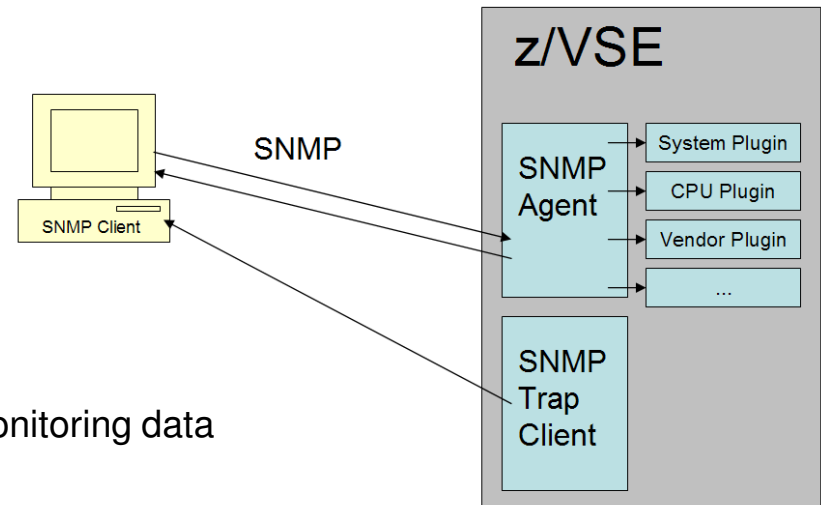 z/VSE
SNMP
SNMP Client
SNMP
Agent
System Plugin
CPU Plugin
Vendor Plugin
...
SNMP
Trap
Client
onitoring data